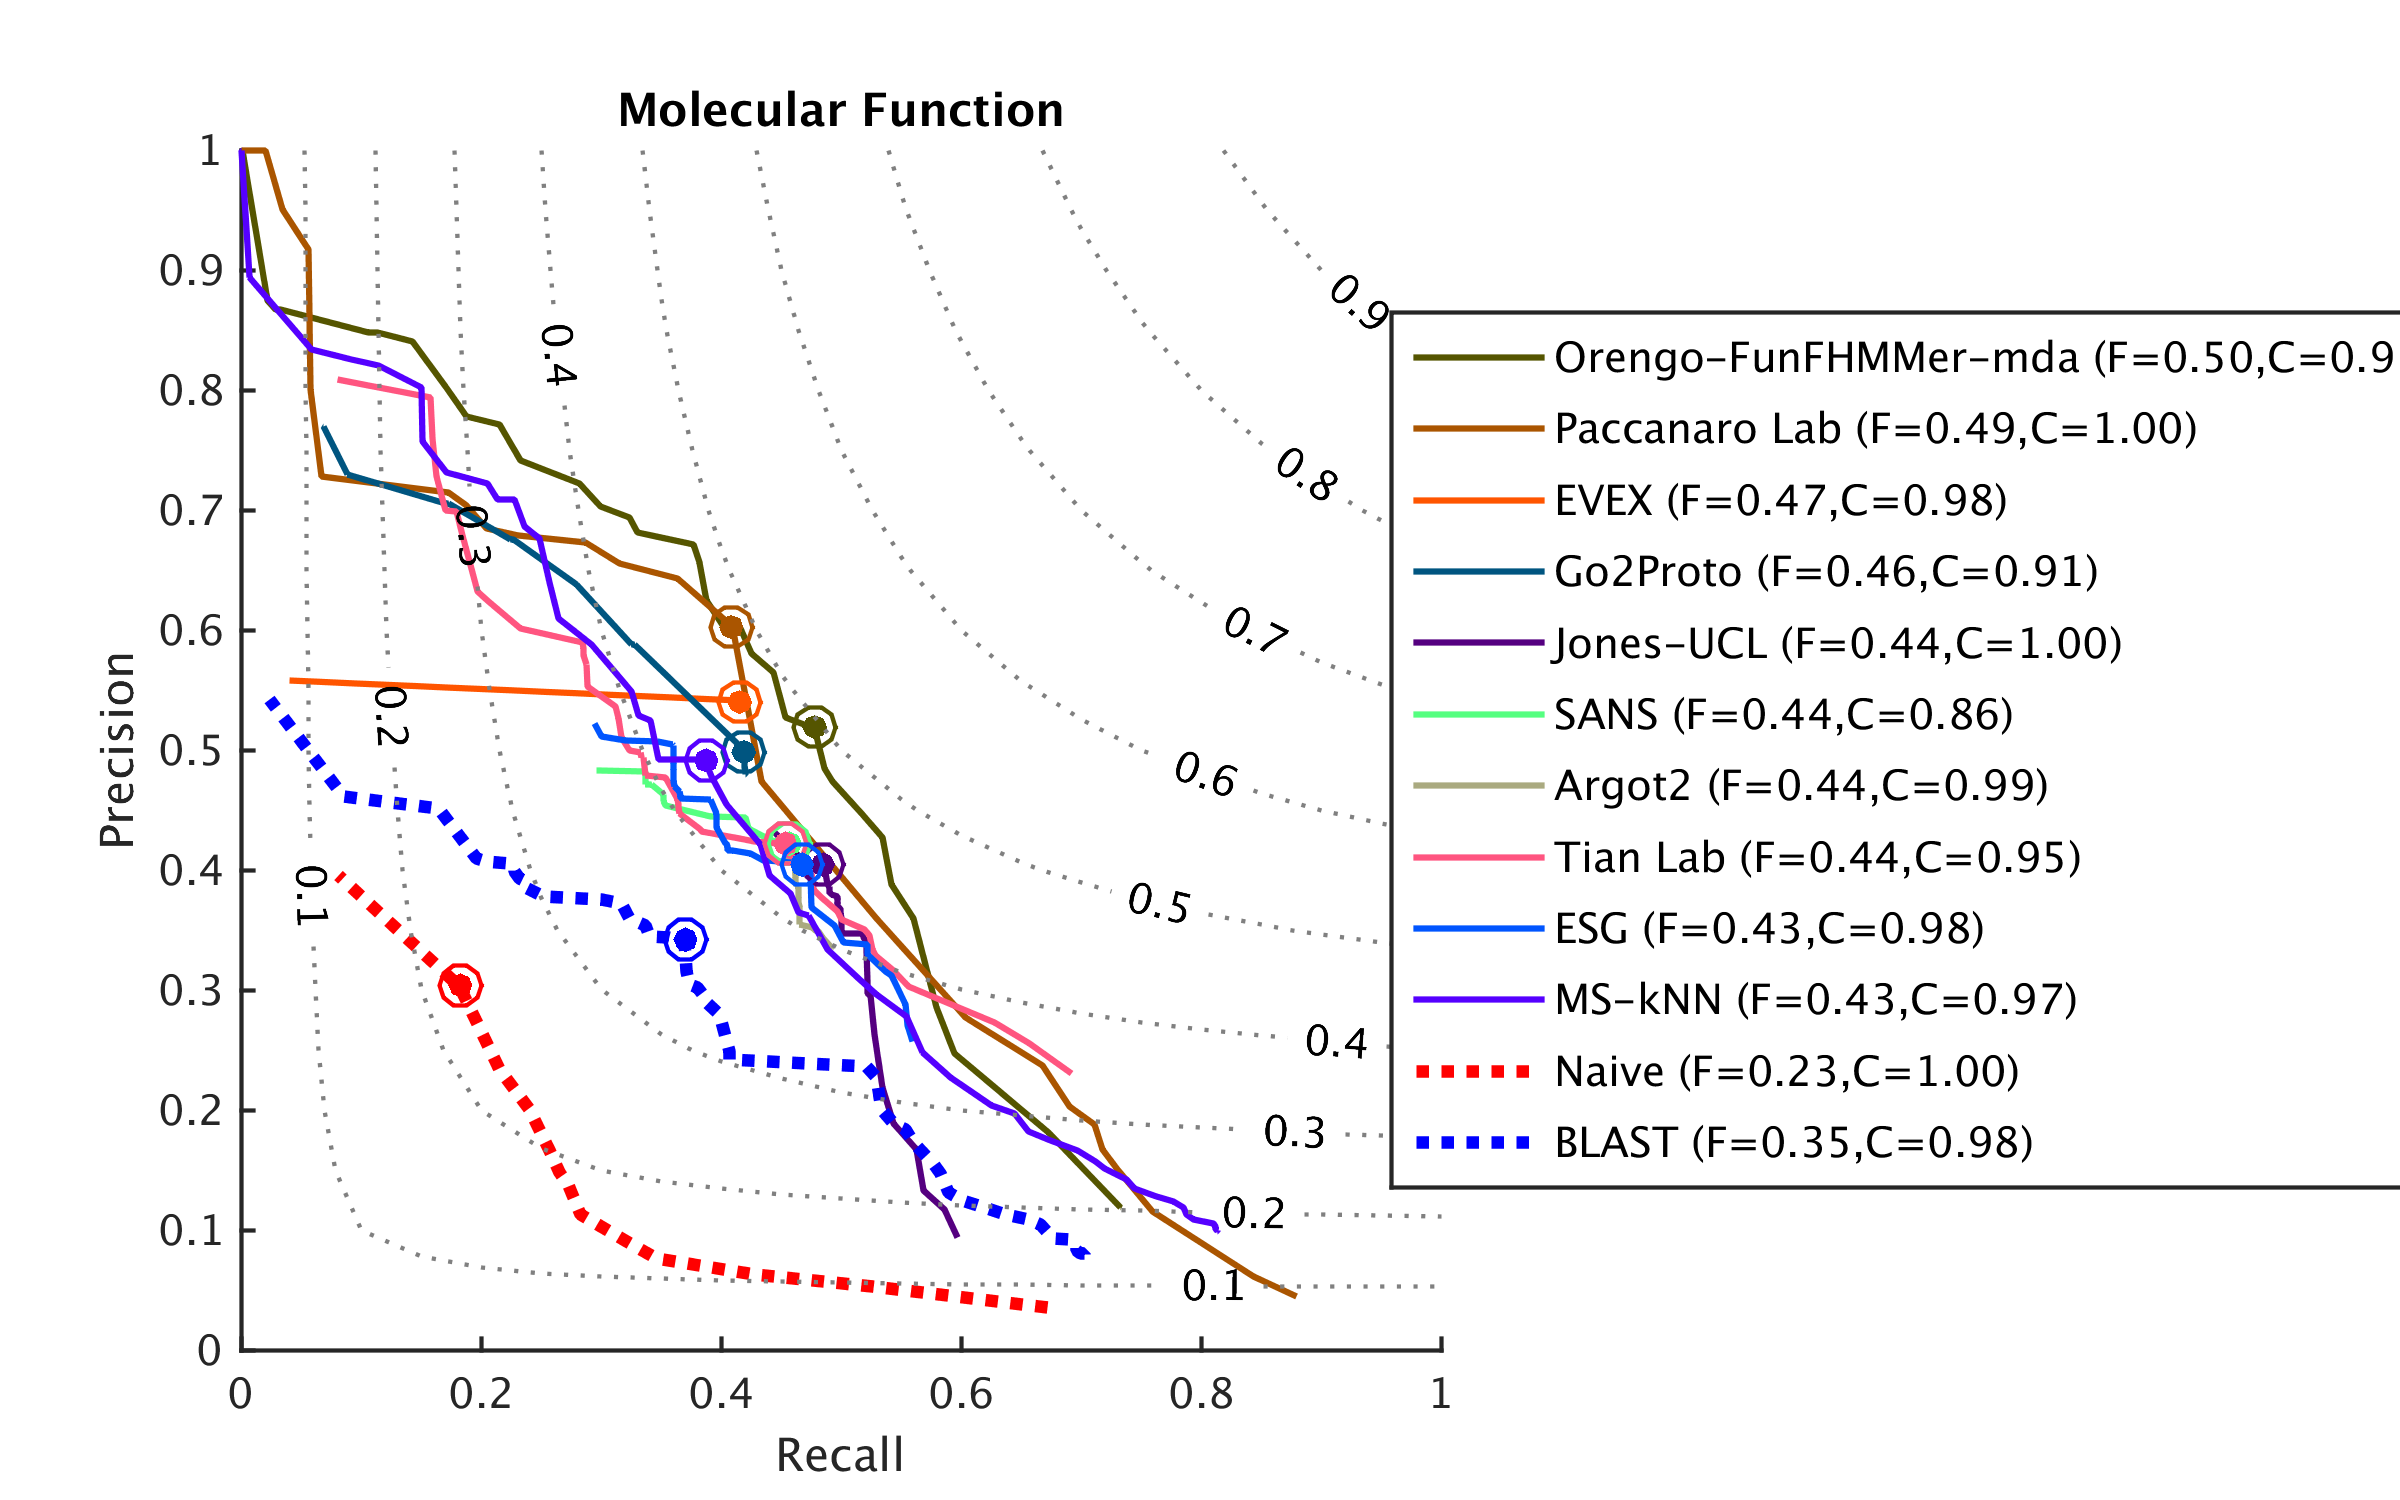 Molecular Function
1
0.9
0.8
0.7
0.6
0.5
0.4
0.3
0.2
0.1
0
Precision
0
0.2
0.4
0.6
0.8
1
Recall
0.1
0.2
0.3
0.4
0.9
0.8
0.7
0.6
0.5
0.4
0.3
0.2
0.1
Orengo-FunFHMMer-mda (F=0.50,C=0.9
Paccanaro Lab (F=0.49,C=1.00)
EVEX (F=0.47,C=0.98)
Go2Proto (F=0.46,C=0.91)
Jones-UCL (F=0.44,C=1.00)
SANS (F=0.44,C=0.86)
Argot2 (F=0.44,C=0.99)
Tian Lab (F=0.44,C=0.95)
ESG (F=0.43,C=0.98)
MS-kNN (F=0.43,C=0.97)
Naive (F=0.23,C=1.00)
BLAST (F=0.35,C=0.98)